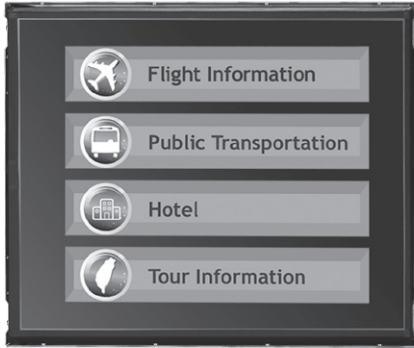 Flight Information
Public Transportation
Hotel
Tour Information